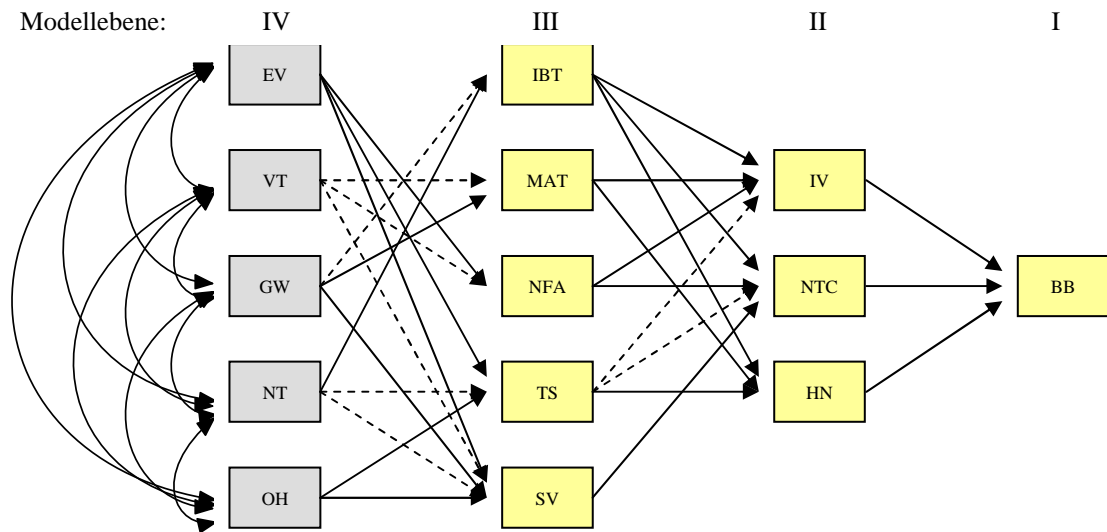 Modellebene: IV III II I
EV IBT
VT MAT IV
GW NFA NTC BB
NT TS HN
OH SV